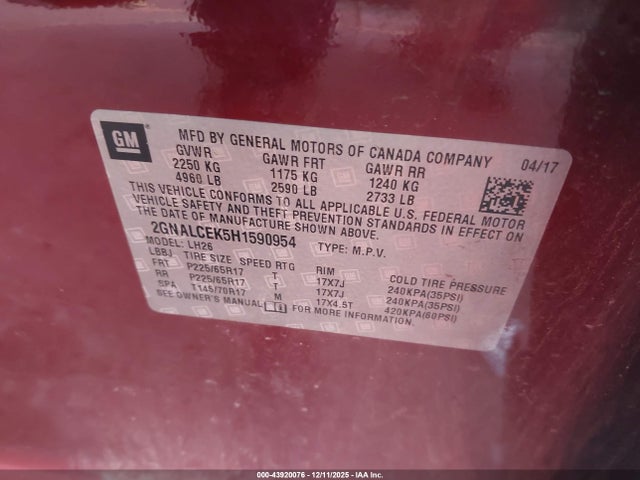 GM
MFD BY GENERAL MOTORS OF CANADA COMPANY
04/17
GVWR GAWR FRT GAWR RR
2250 KG 1175 KG 1240 KG
4960 LB 2590 LB 2733 LB
THIS VEHICLE CONFORMS TO ALL APPLICABLE U.S. FEDERAL MOTOR
VEHICLE SAFETY AND THEFT PREVENTION STANDARDS IN EFFECT ON
THE DATE OF MANUFACTURE SHOWN ABOVE.
2GNALCEK5H1590954 TYPE: M.P.V.
MODEL: LH26
LBBJ TIRE SIZE SPEED RTG RIM COLD TIRE PRESSURE
FRT P225/65R17 T 17X7J 240KPA(35PSI)
RR P225/65R17 T 17X7J 240KPA(35PSI)
SPA T145/70R17 M 17X4.5T 420KPA(60PSI)
SEE OWNER'S MANUAL FOR MORE INFORMATION.
000-43920076 - 12/11/2025 - IAA Inc.